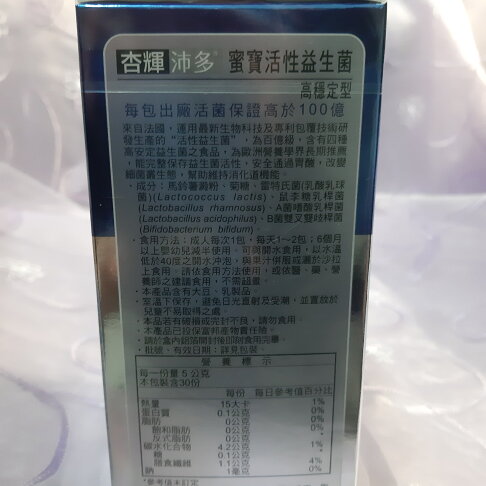 杏輝 沛多® 蜜寶活性益生菌
高穩定型
每包出廠活菌保證高於100億
來自法國,運用最新生物科技及專利包覆技術研
發生產的"活性益生菌",為百億級,含有四種
高安定益生菌之食品,為歐洲營養學界長期推薦
,能完整保存益生菌活性,安全通過胃酸,改變
細菌叢生態,幫助維持消化道機能。
·成分:馬鈴薯澱粉、菊糖、雷特氏菌(乳酸乳球
菌)(Lactococcus lactis)、鼠李糖乳桿菌
(Lactobacillus rhamnosus)、A菌嗜酸乳桿菌
(Lactobacillus acidophilus)、B菌雙叉雙歧桿菌
(Bifidobacterium bifidum)。
·食用方法:成人每次1包,每天1~2包;6個月
以上嬰幼兒減半使用。可與開水食用,以水溫
低於40度之開水沖泡,與果汁併服或灑於沙拉
上食用。請依食用方法使用,或依醫、藥、營
養師之建議食用,不需超量。
·本產品含有大豆、乳製品。
·室溫下保存,避免日光直射及受潮,並置放於
兒童不易取得之處。
·本品若有破損或完封不良,請勿食用。
·本產品已投保富邦產物責任險。
·請於盒內鋁箔開封後即刻食用完畢。
·批號、有效日期:詳見包裝。
營養標示
每一份量 5 公克
本包裝含30份
每份 每日參考值百分比
熱量 15大卡 1%
蛋白質 0.1公克 0%
脂肪 0公克 0%
飽和脂肪 0公克 0%
反式脂肪 0公克
碳水化合物 4.2公克 1%
糖 0.1公克
膳食纖維 1.1公克 4%
鈉 1毫克 0%
*參考值未訂定